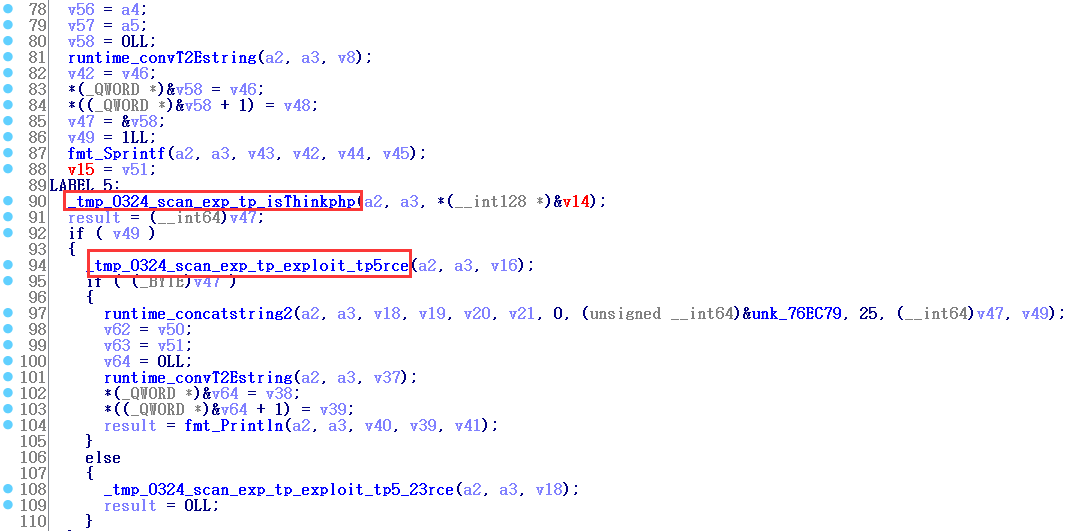 78 v56 = a4;
79 v57 = a5;
80 v58 = 0LL;
81 runtime_convT2Estring(a2, a3, v8);
82 v42 = v46;
83 *(_QWORD *)&v58 = v46;
84 *((_QWORD *)&v58 + 1) = v48;
85 v47 = &v58;
86 v49 = 1LL;
87 fmt_Sprintf(a2, a3, v43, v42, v44, v45);
88 v15 = v51;
89 LABEL_5:
90 _tmp_0324_scan_exp_tp_isThinkphp(a2, a3, *(__int128 *)&v14);
91 result = (__int64)v47;
92 if ( v49 )
93 {
94 _tmp_0324_scan_exp_tp_exploit_tp5rce(a2, a3, v16);
95 if ( (_BYTE)v47 )
96 {
97 runtime_concatstring2(a2, a3, v18, v19, v20, v21, 0, (unsigned __int64)&unk_76EC79, 25, (__int64)v47, v49);
98 v62 = v50;
99 v63 = v51;
100 v64 = 0LL;
101 runtime_convT2Estring(a2, a3, v37);
102 *(_QWORD *)&v64 = v38;
103 *((_QWORD *)&v64 + 1) = v39;
104 result = fmt_Println(a2, a3, v40, v39, v41);
105 }
106 else
107 {
108 _tmp_0324_scan_exp_tp_exploit_tp5_23rce(a2, a3, v18);
109 result = 0LL;
110 }